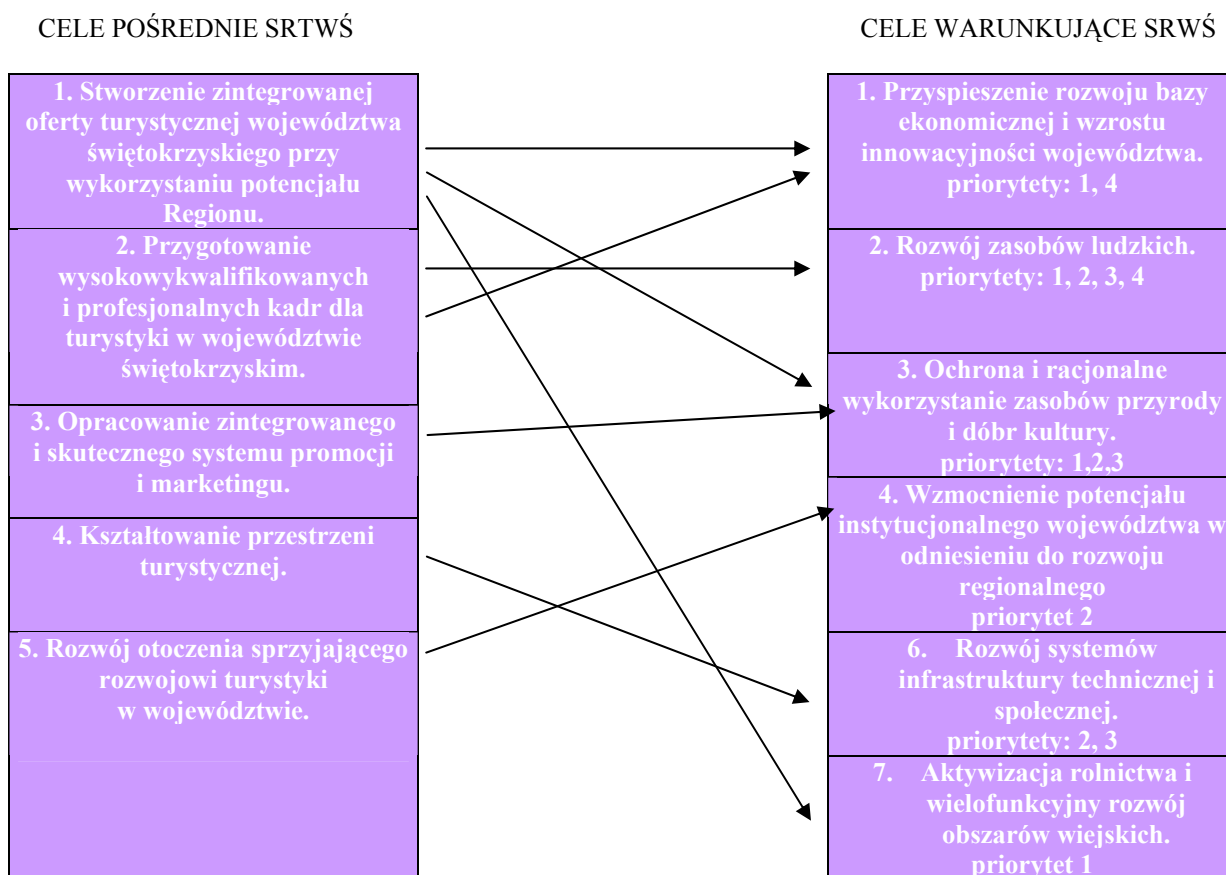 CELE POŚREDNIE SRTWŚ
1. Stworzenie zintegrowanej
oferty turystycznej województwa
świętokrzyskiego przy
wykorzystaniu potencjału
Regionu.
2. Przygotowanie
wysokowykwalifikowanych
i profesjonalnych kadr dla
turystyki w województwie
świętokrzyskim.
3. Opracowanie zintegrowanego
i skutecznego systemu promocji
i marketingu.
4. Kształtowanie przestrzeni
turystycznej.
5. Rozwój otoczenia sprzyjającego
rozwojowi turystyki
w województwie.
CELE WARUNKUJĄCE SRWŚ
1. Przyspieszenie rozwoju bazy
ekonomicznej i wzrostu
innowacyjności województwa.
priorytety: 1, 4
2. Rozwój zasobów ludzkich.
priorytety: 1, 2, 3, 4
3. Ochrona i racjonalne
wykorzystanie zasobów przyrody
i dóbr kultury.
priorytety: 1,2,3
4. Wzmocnienie potencjału
instytucjonalnego województwa w
odniesieniu do rozwoju
regionalnego
priorytet 2
6. Rozwój systemów
infrastruktury technicznej i
społecznej.
priorytety: 2, 3
7. Aktywizacja rolnictwa i
wielofunkcyjny rozwój
obszarów wiejskich.
priorytet 1